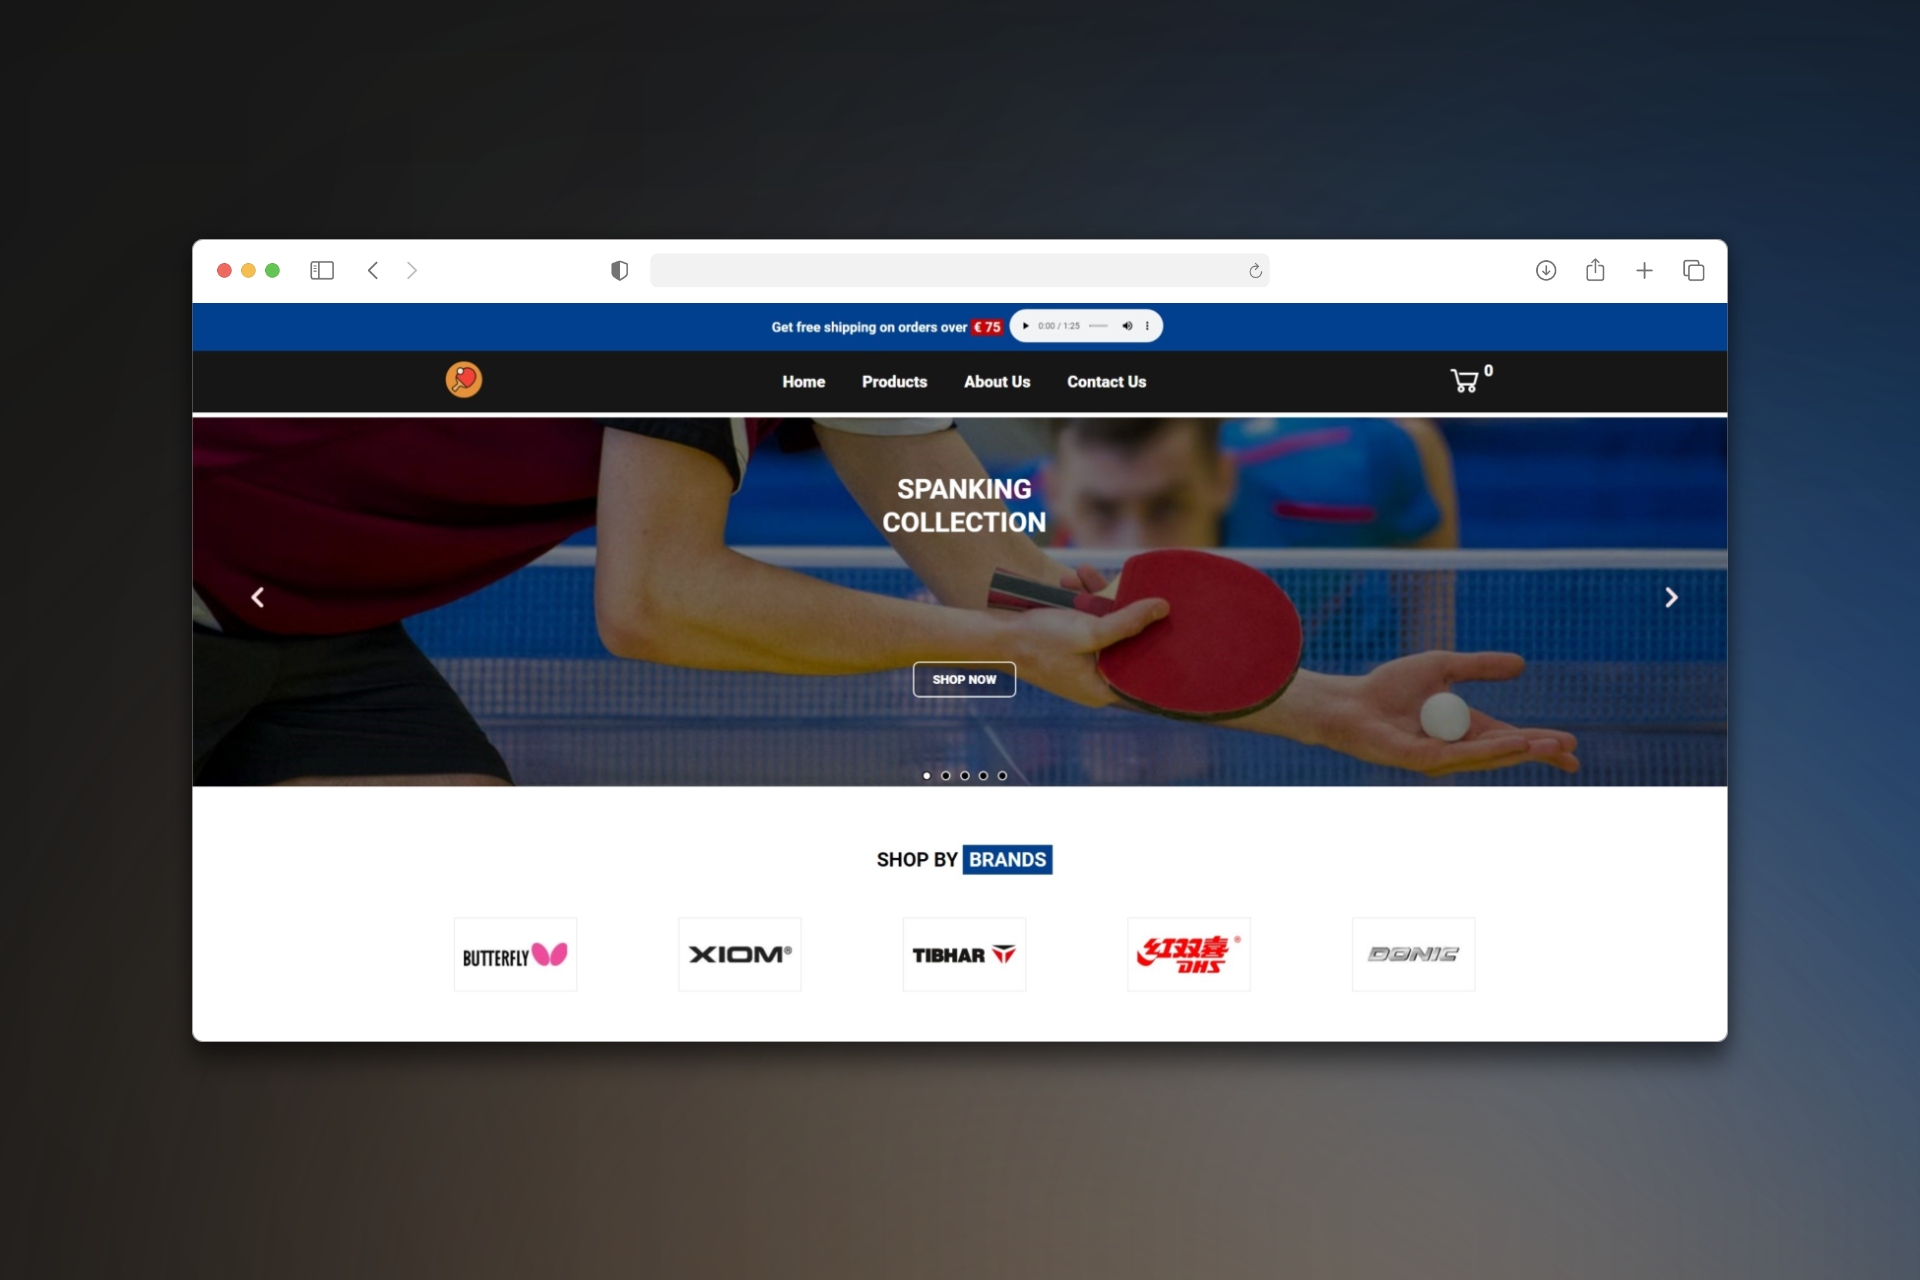 Get free shipping on orders over € 75
0:00 / 1:25
Home Products About Us Contact Us
0
SPANKING
COLLECTION
SHOP NOW
SHOP BY BRANDS
BUTTERFLY
XIOM®
TIBHAR
红双喜®
DHS
DONIC